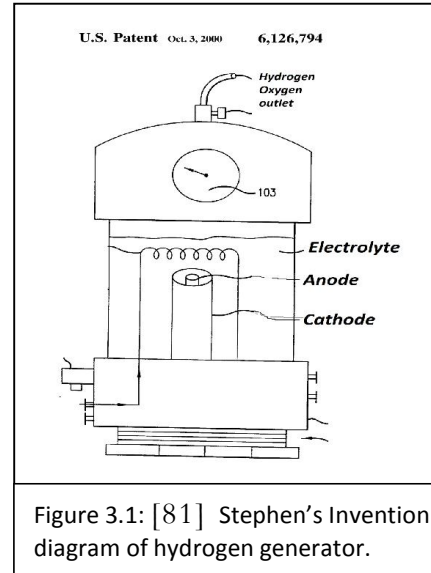 U.S. Patent Oct. 3, 2000 6,126,794
Hydrogen
Oxygen
outlet
103
Electrolyte
Anode
Cathode
Figure 3.1: [81] Stephen’s Invention
diagram of hydrogen generator.